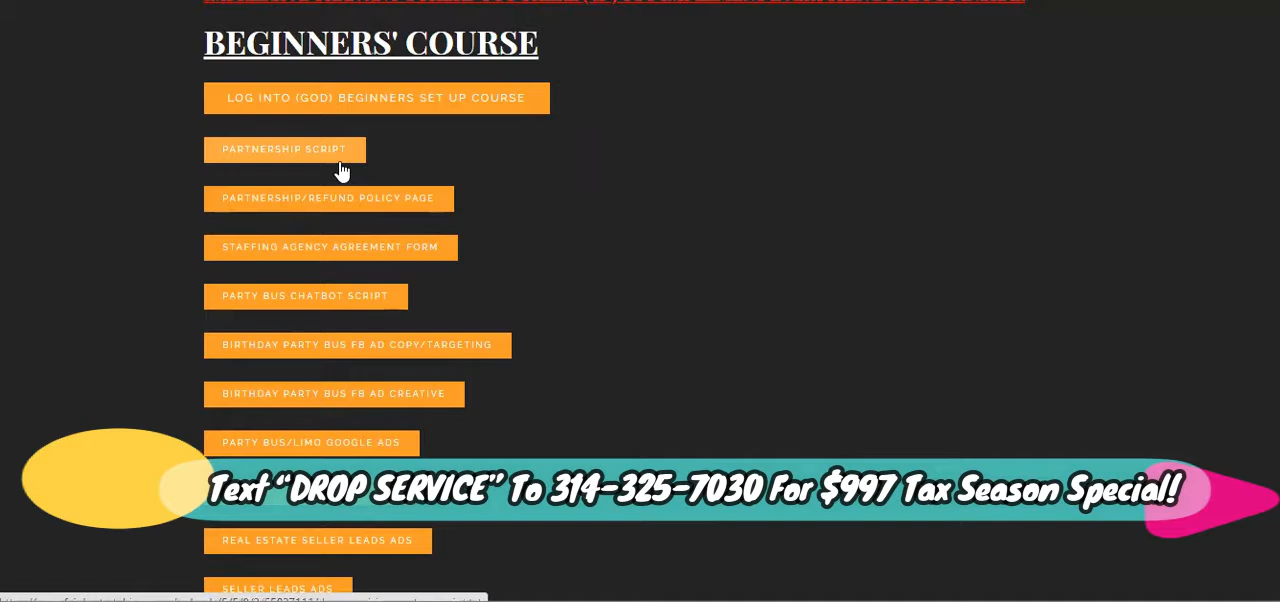 BEGINNERS' COURSE
LOG INTO (GOD) BEGINNERS SET UP COURSE
PARTNERSHIP SCRIPT
PARTNERSHIP/REFUND POLICY PAGE
STAFFING AGENCY AGREEMENT FORM
PARTY BUS CHATBOT SCRIPT
BIRTHDAY PARTY BUS FB AD COPY/TARGETING
BIRTHDAY PARTY BUS FB AD CREATIVE
PARTY BUS/LIMO GOOGLE ADS
Text “DROP SERVICE” To 314-325-7030 For $997 Tax Season Special!
REAL ESTATE SELLER LEADS ADS
SELLER LEADS ADS